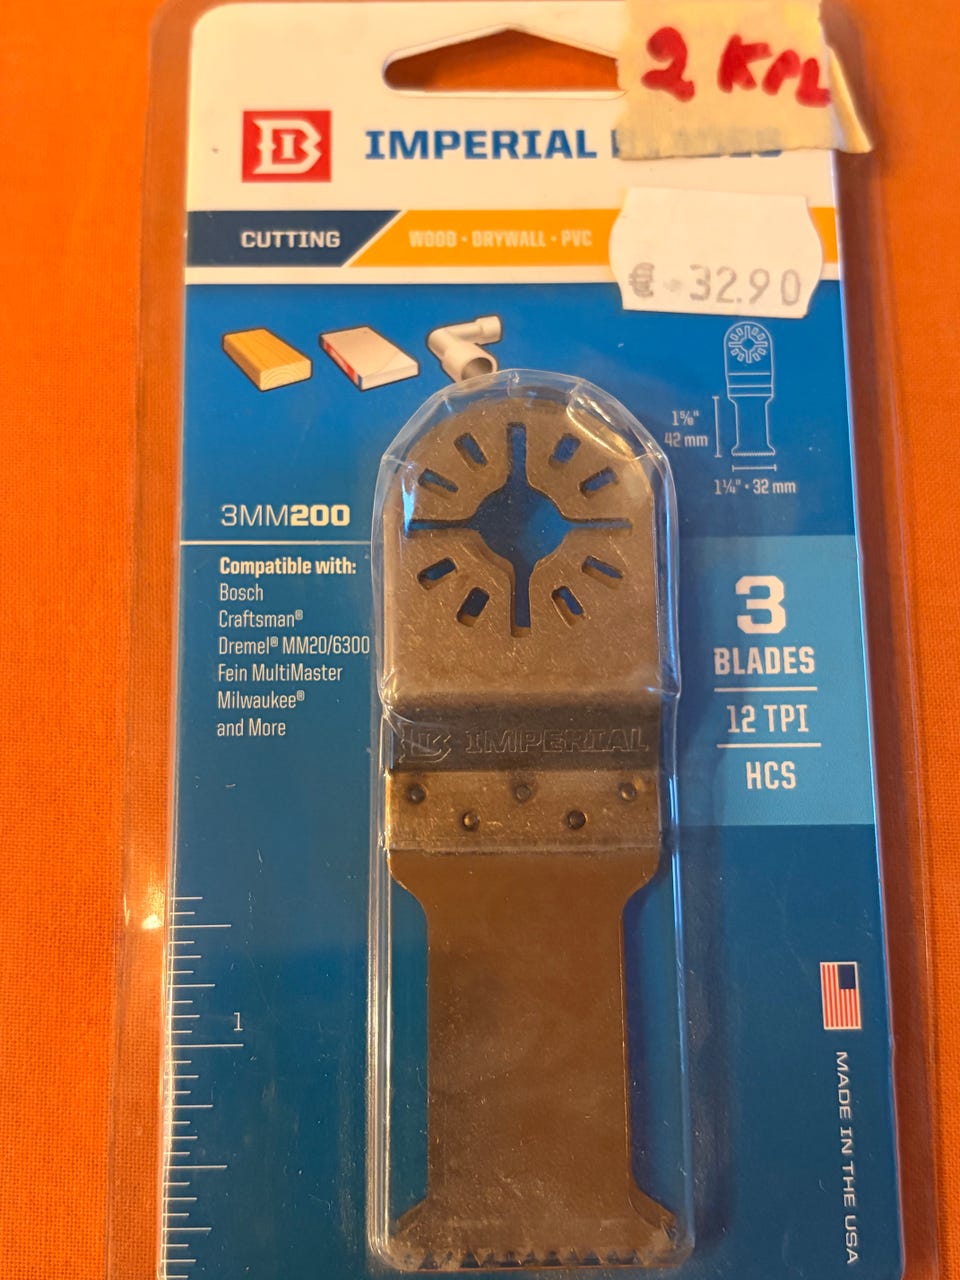 2 KPL
IMPERIAL
CUTTING
WOOD • DRYWALL • PVC
€ 32.90
1⅝"
42 mm
1¼" • 32 mm
3MM200
Compatible with:
Bosch
Craftsman®
Dremel® MM20/6300
Fein MultiMaster
Milwaukee®
and More
3
BLADES
12 TPI
HCS
IMPERIAL
1
MADE IN THE USA